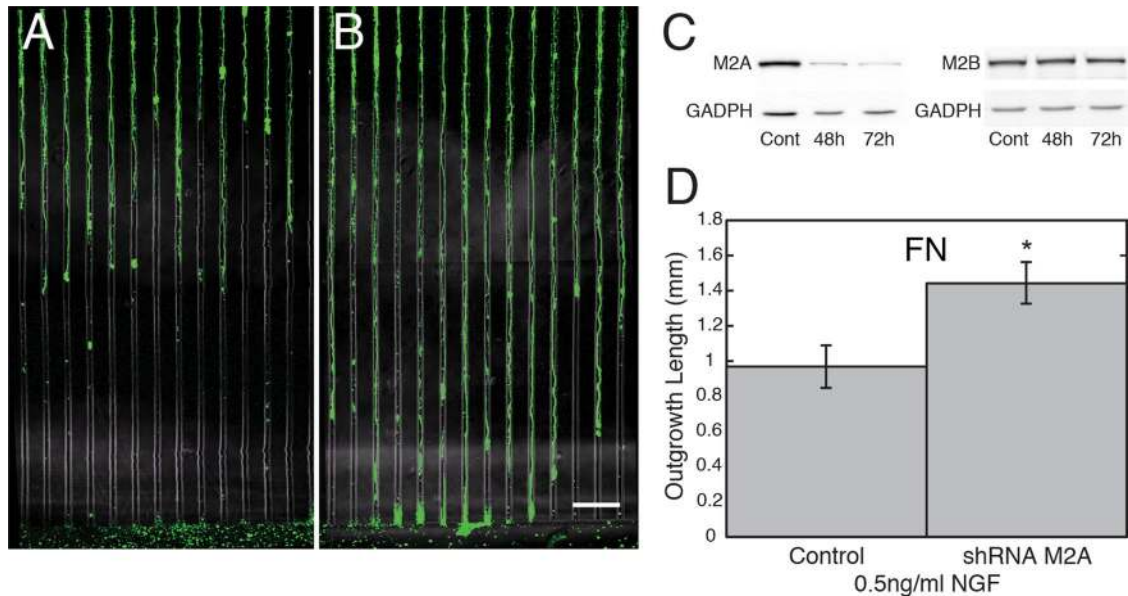 A
B
C
M2A
GADPH
Cont 48h 72h
M2B
GADPH
Cont 48h 72h
D
Outgrowth Length (mm)
1.8
1.6
1.4
1.2
1
0.8
0.6
0.4
0.2
0
FN
*
Control shRNA M2A
0.5ng/ml NGF